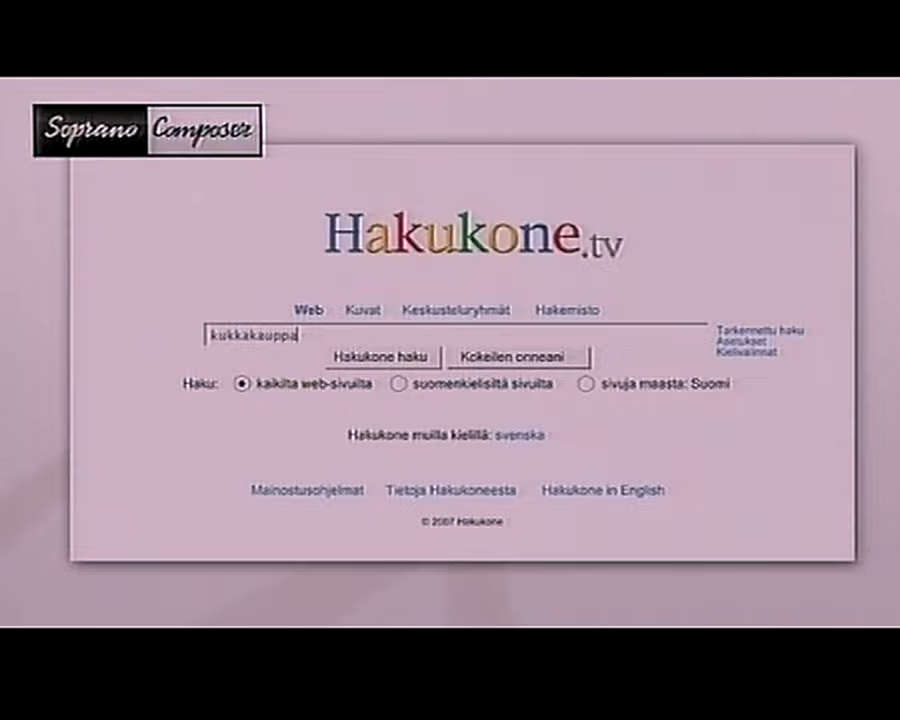 Soprano Composer
Hakukone.tv
Web Kuvat Keskusteluryhmät Hakemisto
kukkakauppa
Tarkennettu haku
Asetukset
Kielivalinnat
Hakukone haku Kokeilen onneani
Haku: kaikilta web-sivuilta suomenkielisiltä sivuilta sivuja maasta: Suomi
Hakukone muilla kielillä: svenska
Mainostusohjelmat Tietoja Hakukoneesta Hakukone in English
© 2007 Hakukone